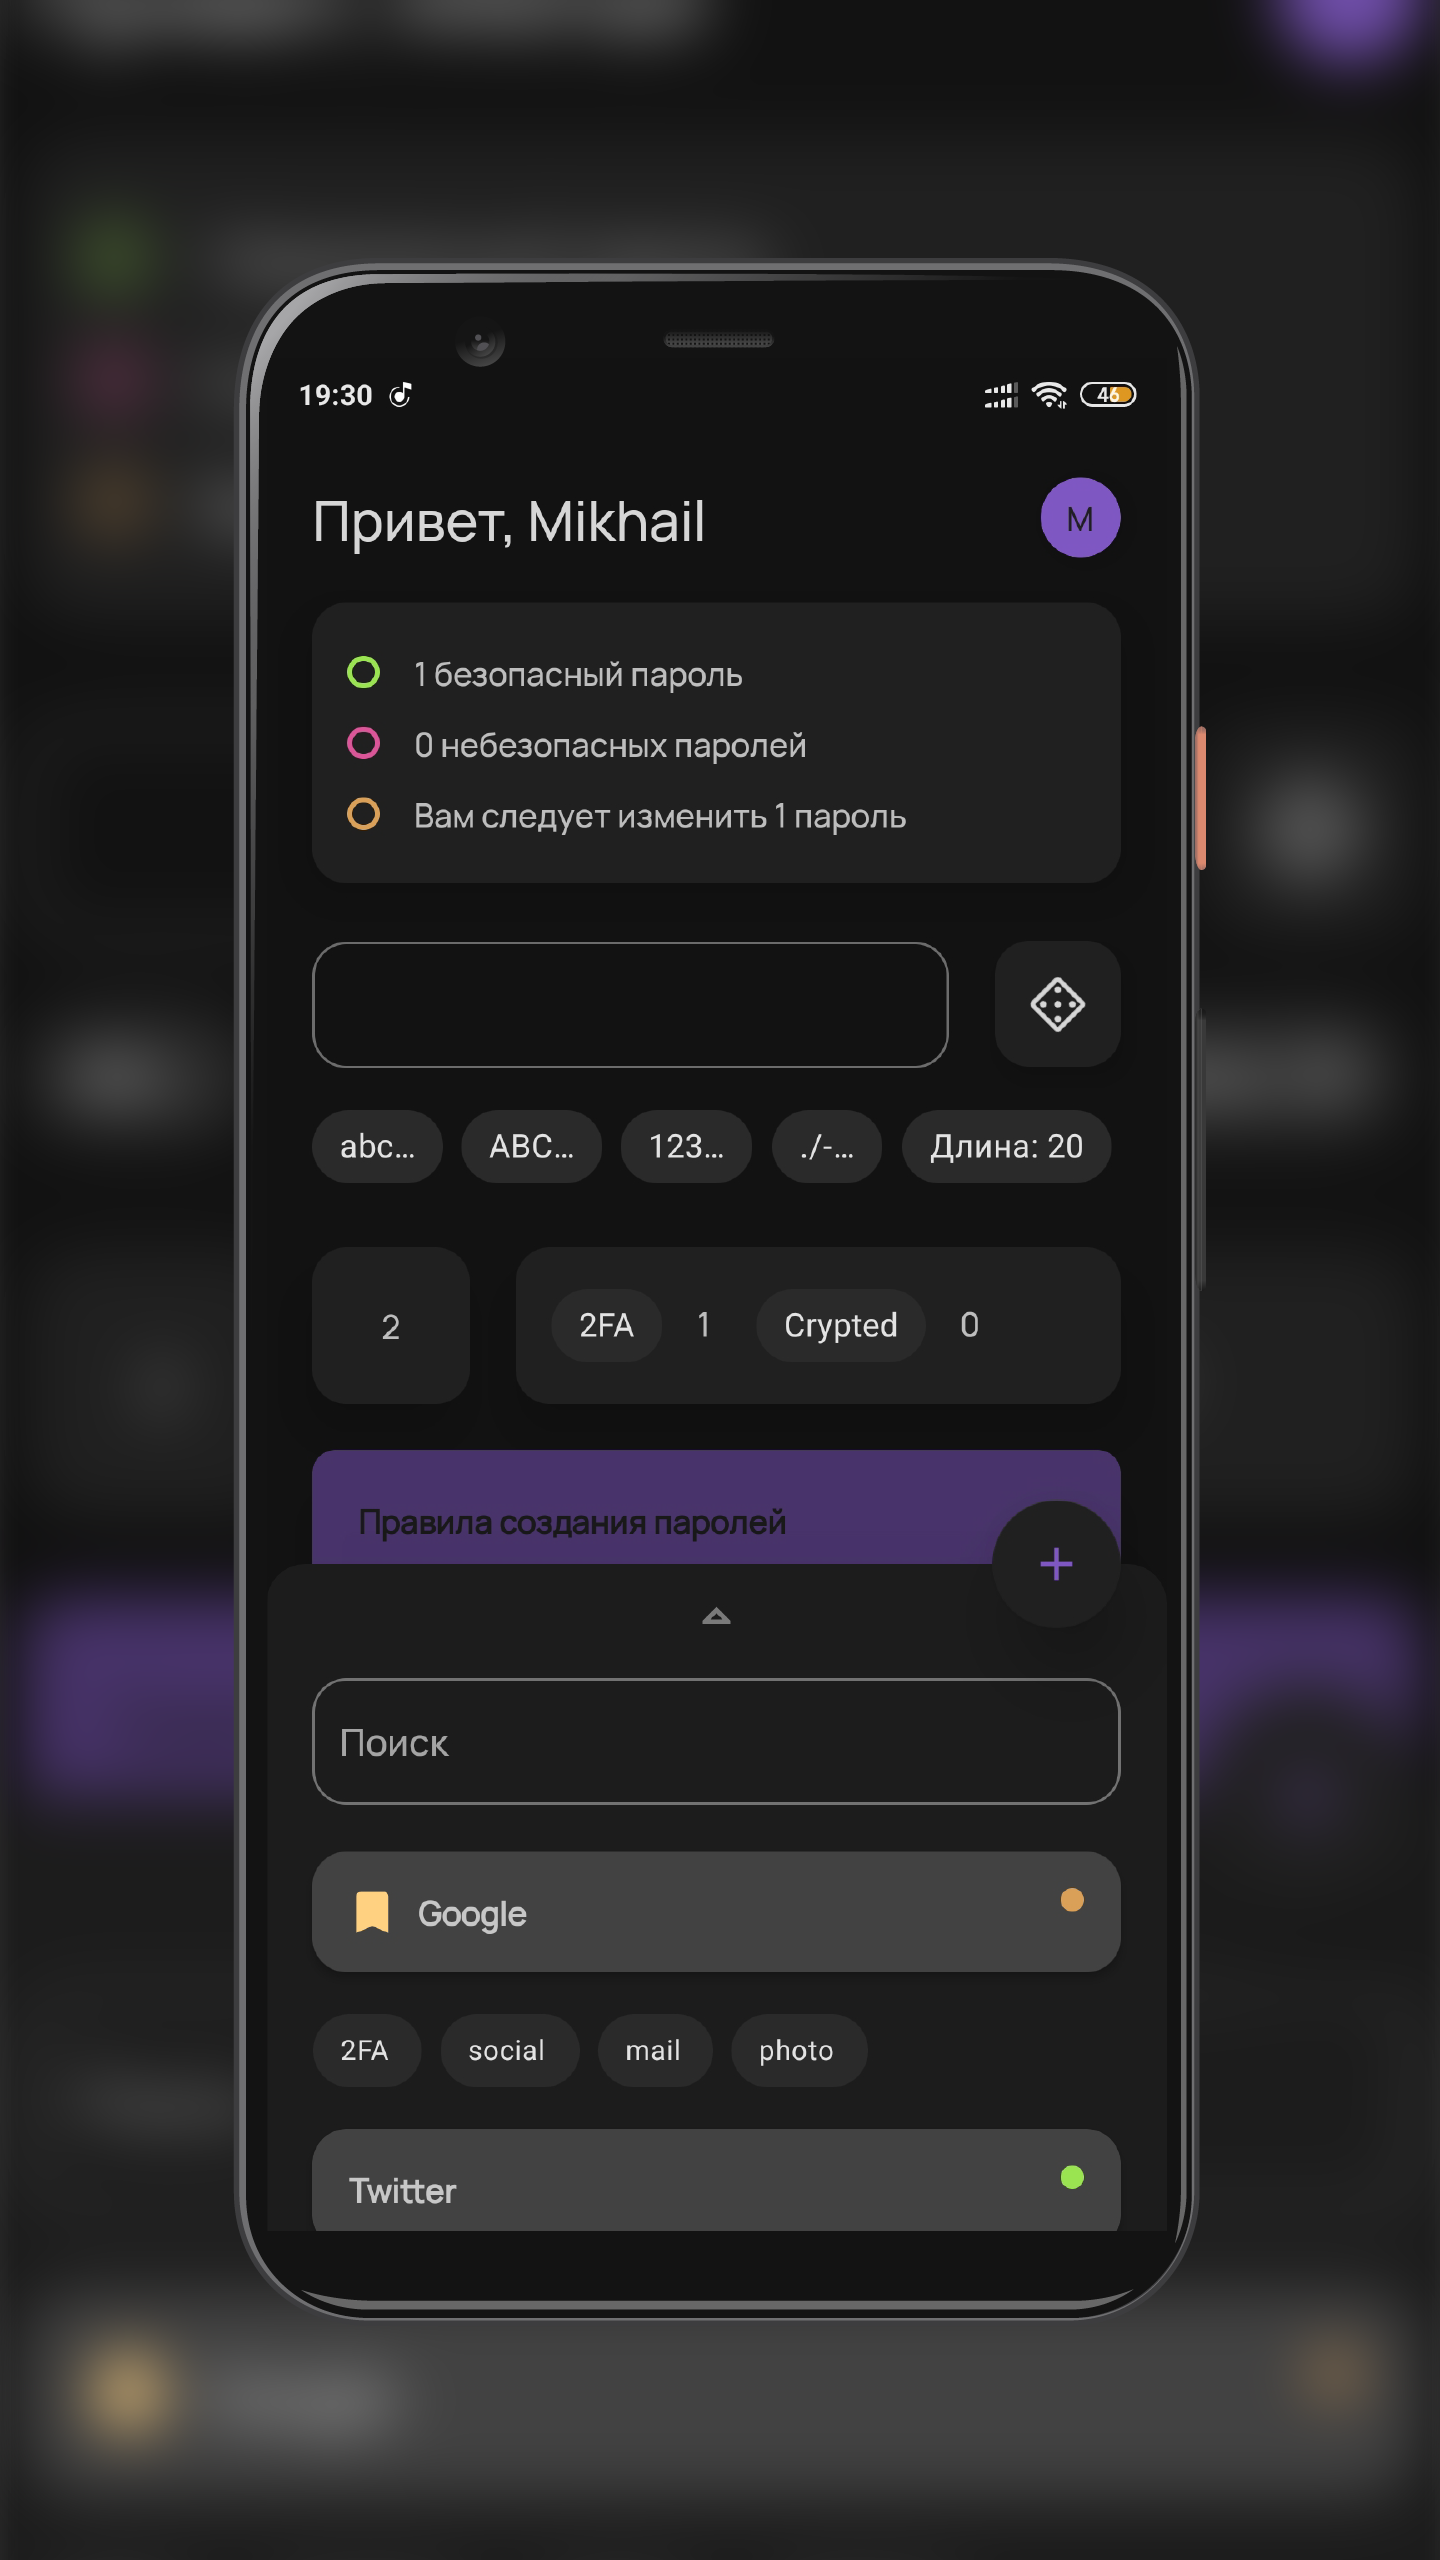 19:30
46
Привет, Mikhail
M
1 безопасный пароль
0 небезопасных паролей
Вам следует изменить 1 пароль
abc...
ABC...
123...
./-...
Длина: 20
2
2FA 1 Crypted 0
Правила создания паролей
+
Поиск
Google
2FA
social
mail
photo
Twitter